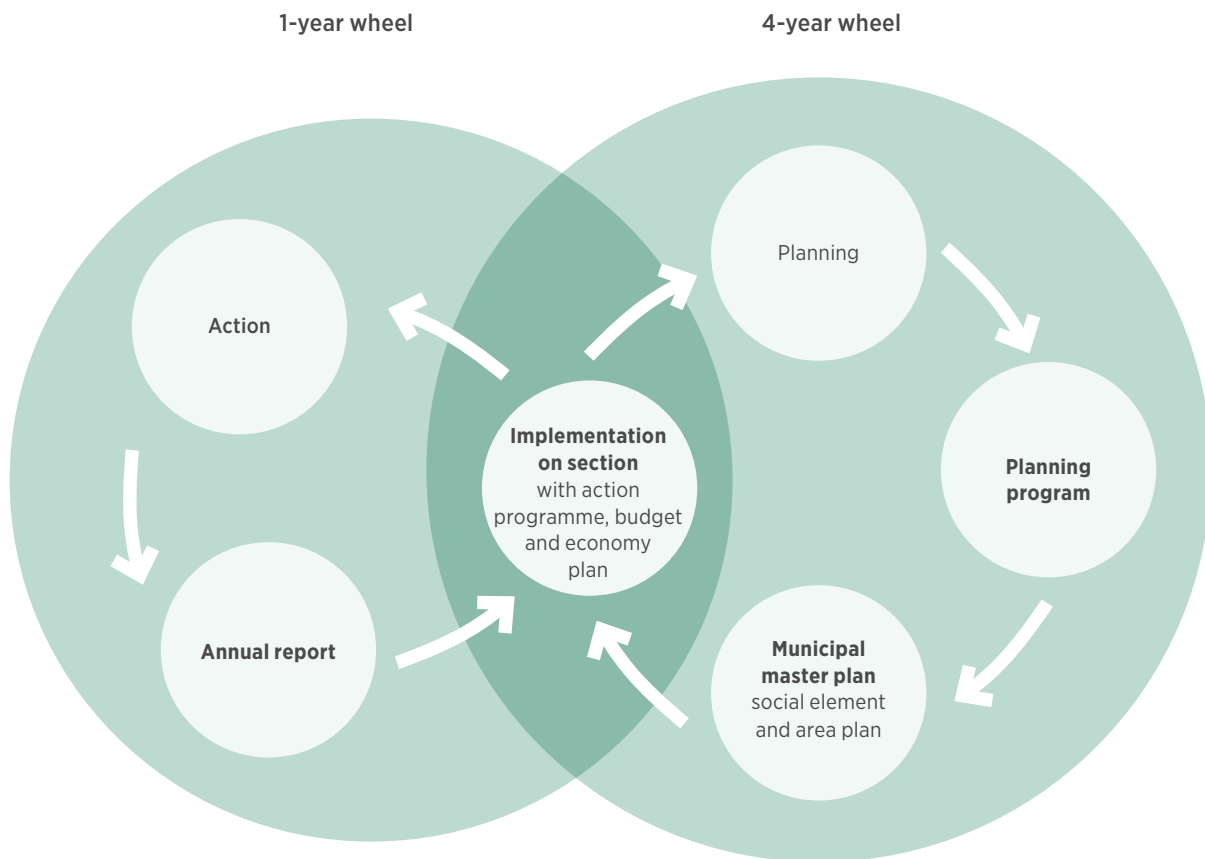 1-year wheel
4-year wheel
Planning
Action
Implementation
on section
with action
programme, budget
and economy
plan
Planning
program
Annual report
Municipal
master plan
social element
and area plan